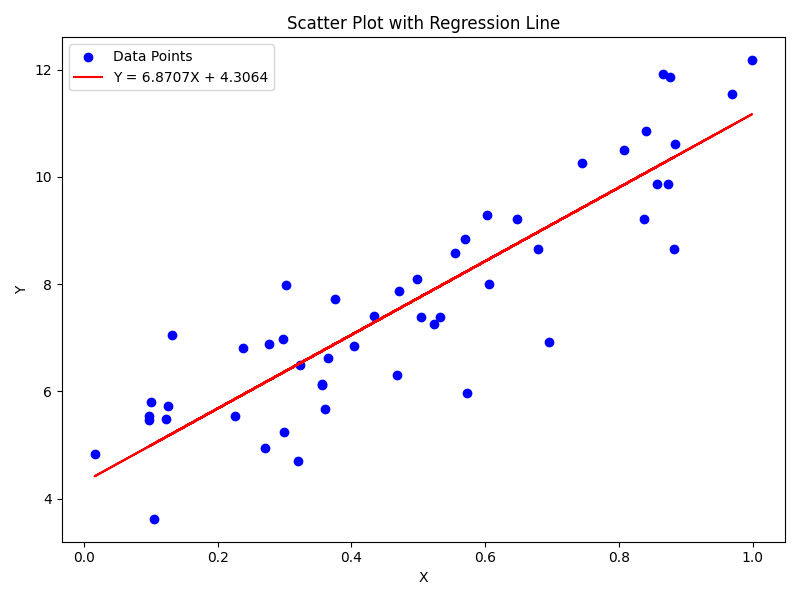 Scatter Plot with Regression Line
Data Points
Y = 6.8707X + 4.3064
12
10
8
6
4
Y
0.0 0.2 0.4 0.6 0.8 1.0
X